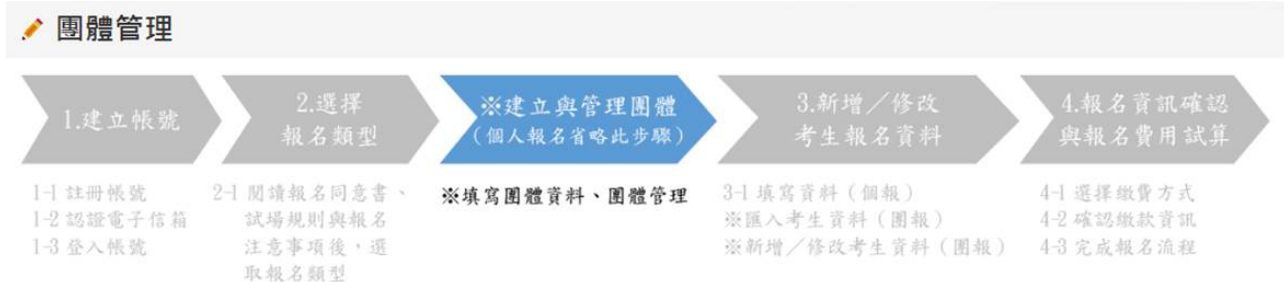 團體管理
1.建立帳號
2.選擇
報名類型
※建立與管理團體
(個人報名省略此步驟)
3.新增／修改
考生報名資料
4.報名資訊確認
與報名費用試算
1-1 註冊帳號
1-2 認證電子信箱
1-3 登入帳號
2-1 閱讀報名同意書、
試場規則與報名
注意事項後，選
取報名類型
※填寫團體資料、團體管理
3-1 填寫資料（個報）
※匯入考生資料（團報）
※新增／修改考生資料（團報）
4-1 選擇繳費方式
4-2 確認繳款資訊
4-3 完成報名流程